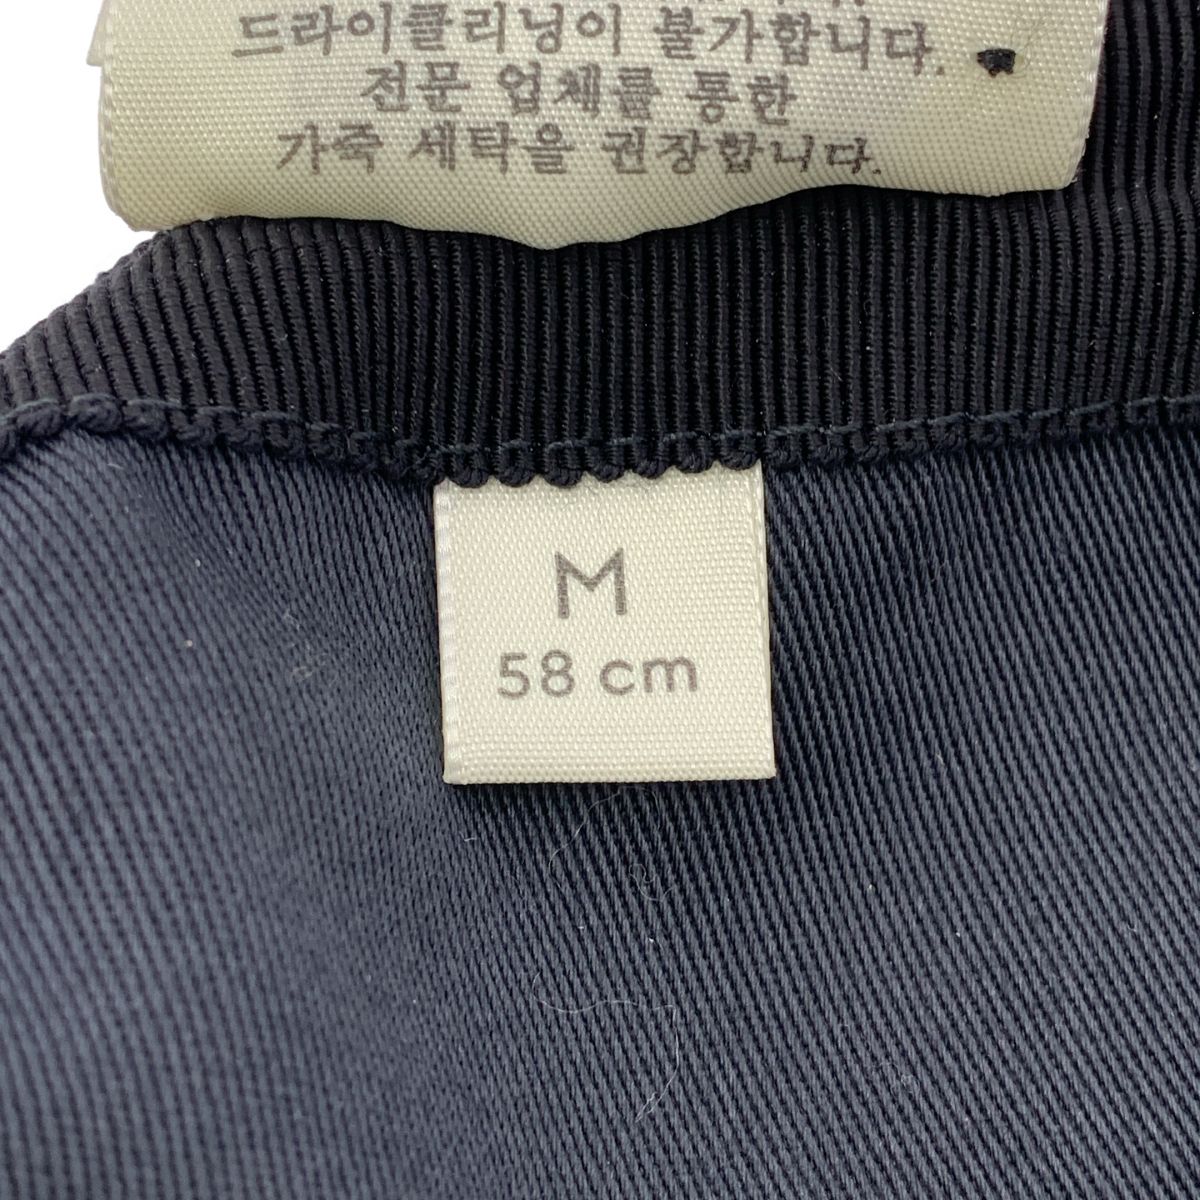 드라이클리닝이 불가합니다.
전문 업체를 통한
가죽 세탁을 권장합니다.
M
58 cm